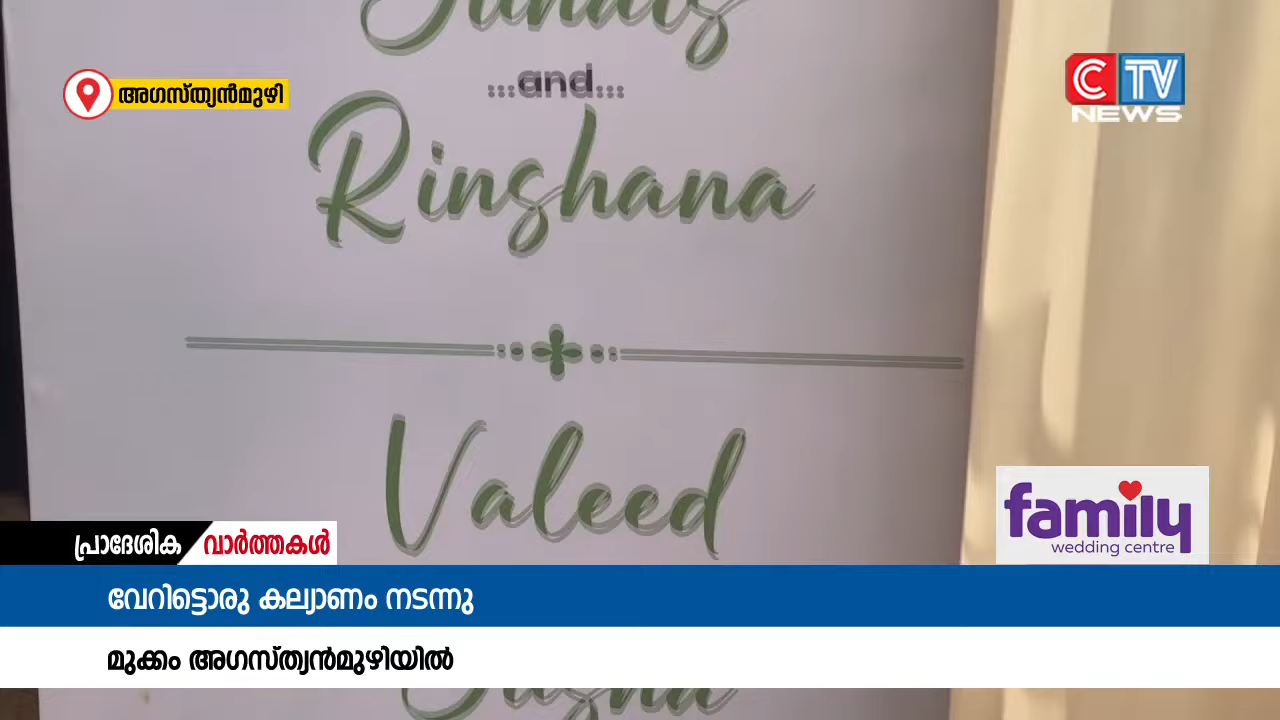 ...and...
അഗസ്ത്യൻമുഴി
CTV
NEWS
Rinshana
Valeed
family
wedding centre
പ്രാദേശിക വാർത്തകൾ
വേറിട്ടൊരു കല്യാണം നടന്നു
മുക്കം അഗസ്ത്യൻമുഴിയിൽ